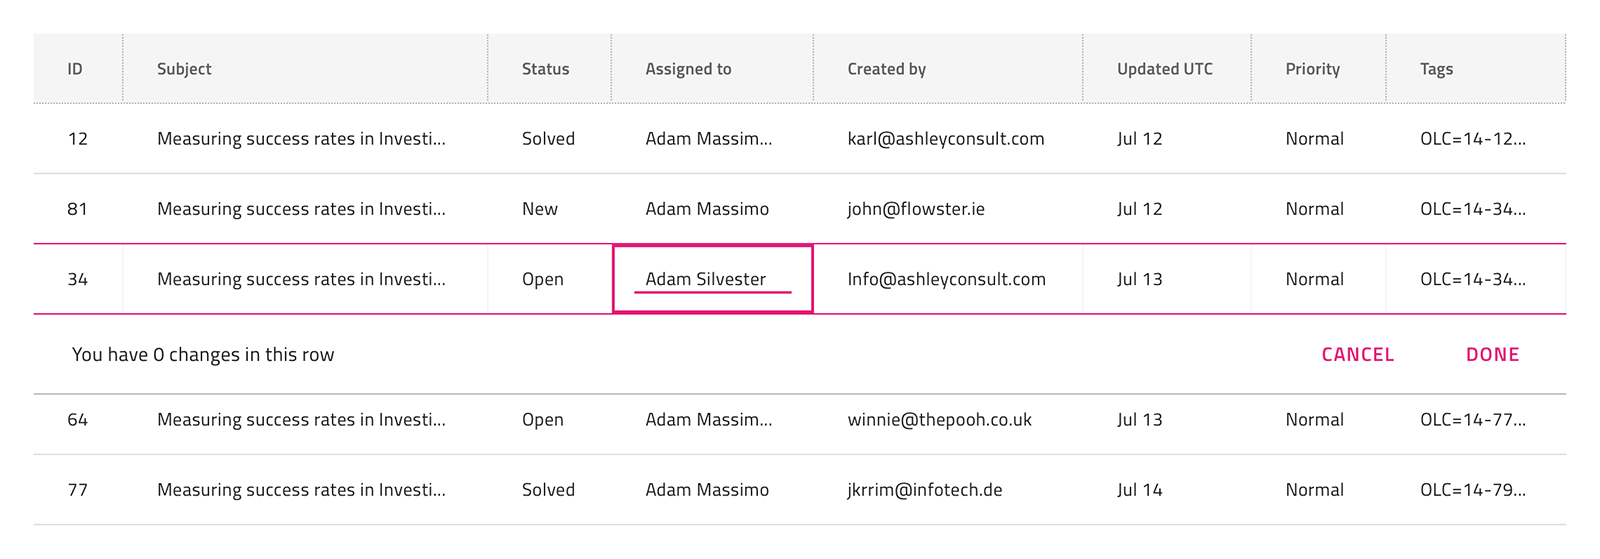 ID Subject Status Assigned to Created by Updated UTC Priority Tags
12 Measuring success rates in Investi... Solved Adam Massim... karl@ashleyconsult.com Jul 12 Normal OLC=14-12...
81 Measuring success rates in Investi... New Adam Massimo john@flowster.ie Jul 12 Normal OLC=14-34...
34 Measuring success rates in Investi... Open Adam Silvester Info@ashleyconsult.com Jul 13 Normal OLC=14-34...
You have 0 changes in this row CANCEL DONE
64 Measuring success rates in Investi... Open Adam Massim... winnie@thepooh.co.uk Jul 13 Normal OLC=14-77...
77 Measuring success rates in Investi... Solved Adam Massimo jkrrim@infotech.de Jul 14 Normal OLC=14-79...